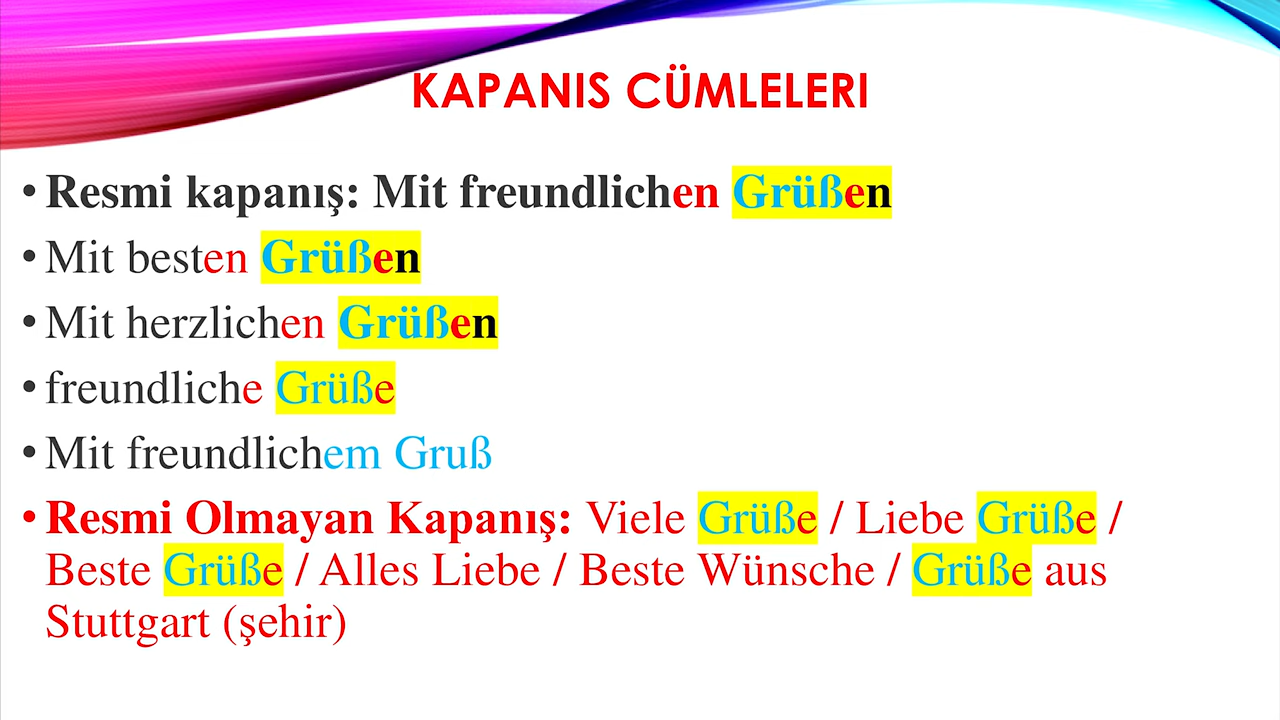 KAPANIS CÜMLELERI
• Resmi kapanış: Mit freundlichen Grüßen
• Mit besten Grüßen
• Mit herzlichen Grüßen
• freundliche Grüße
• Mit freundlichem Gruß
• Resmi Olmayan Kapanış: Viele Grüße / Liebe Grüße /
Beste Grüße / Alles Liebe / Beste Wünsche / Grüße aus
Stuttgart (şehir)